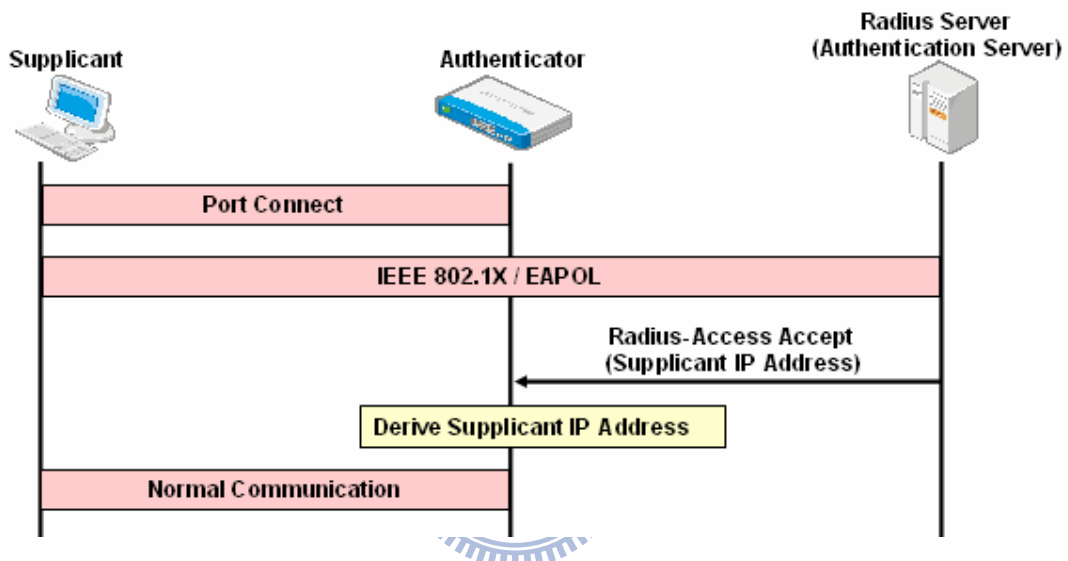 Radius Server
(Authentication Server)
Supplicant
Authenticator
Port Connect
IEEE 802.1X / EAPOL
Radius-Access Accept
(Supplicant IP Address)
Derive Supplicant IP Address
Normal Communication